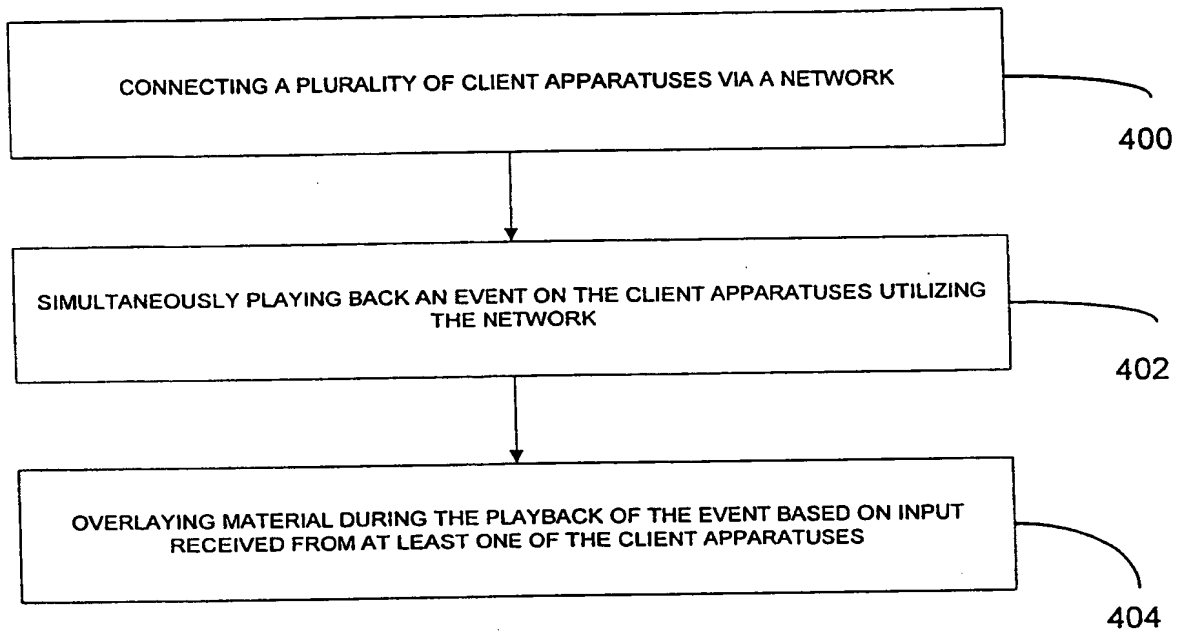 CONNECTING A PLURALITY OF CLIENT APPARATUSES VIA A NETWORK
400
SIMULTANEOUSLY PLAYING BACK AN EVENT ON THE CLIENT APPARATUSES UTILIZING
THE NETWORK
402
OVERLAYING MATERIAL DURING THE PLAYBACK OF THE EVENT BASED ON INPUT
RECEIVED FROM AT LEAST ONE OF THE CLIENT APPARATUSES
404